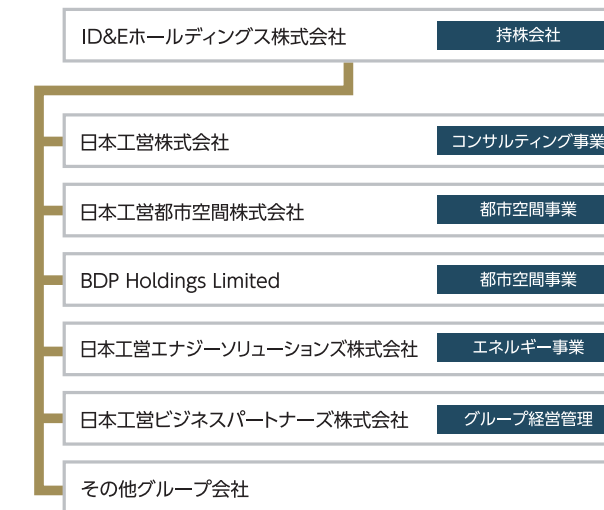 ID&Eホールディングス株式会社 持株会社
日本工営株式会社 コンサルティング事業
日本工営都市空間株式会社 都市空間事業
BDP Holdings Limited 都市空間事業
日本工営エナジーソリューションズ株式会社 エネルギー事業
日本工営ビジネスパートナーズ株式会社 グループ経営管理
その他グループ会社